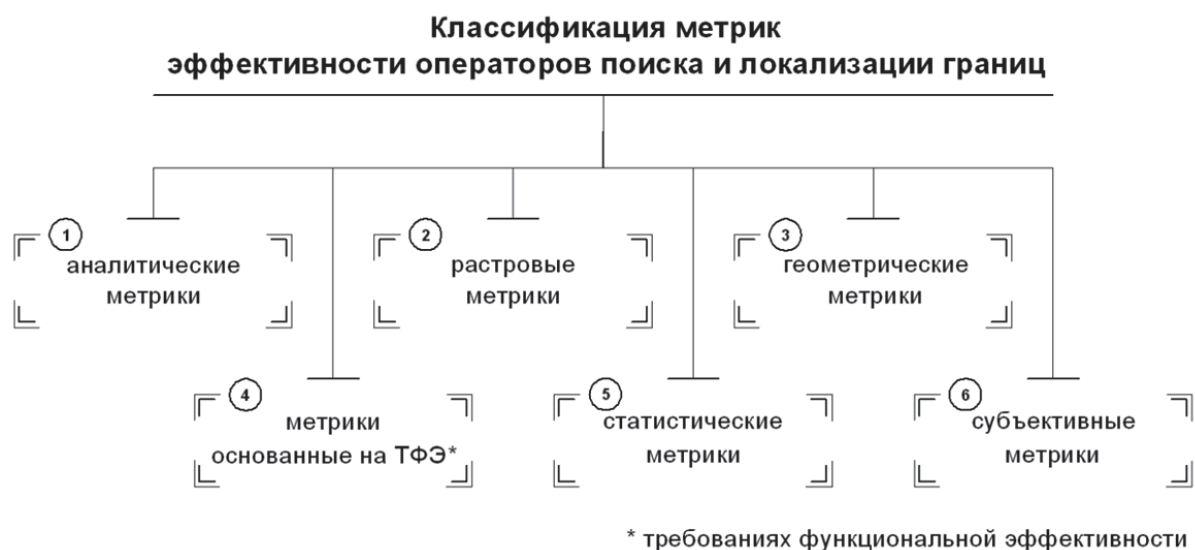 Классификация метрик
эффективности операторов поиска и локализации границ
1
аналитические
метрики
2
растровые
метрики
3
геометрические
метрики
4
метрики
основанные на ТФЭ*
5
статистические
метрики
6
субъективные
метрики
* требованиях функциональной эффективности